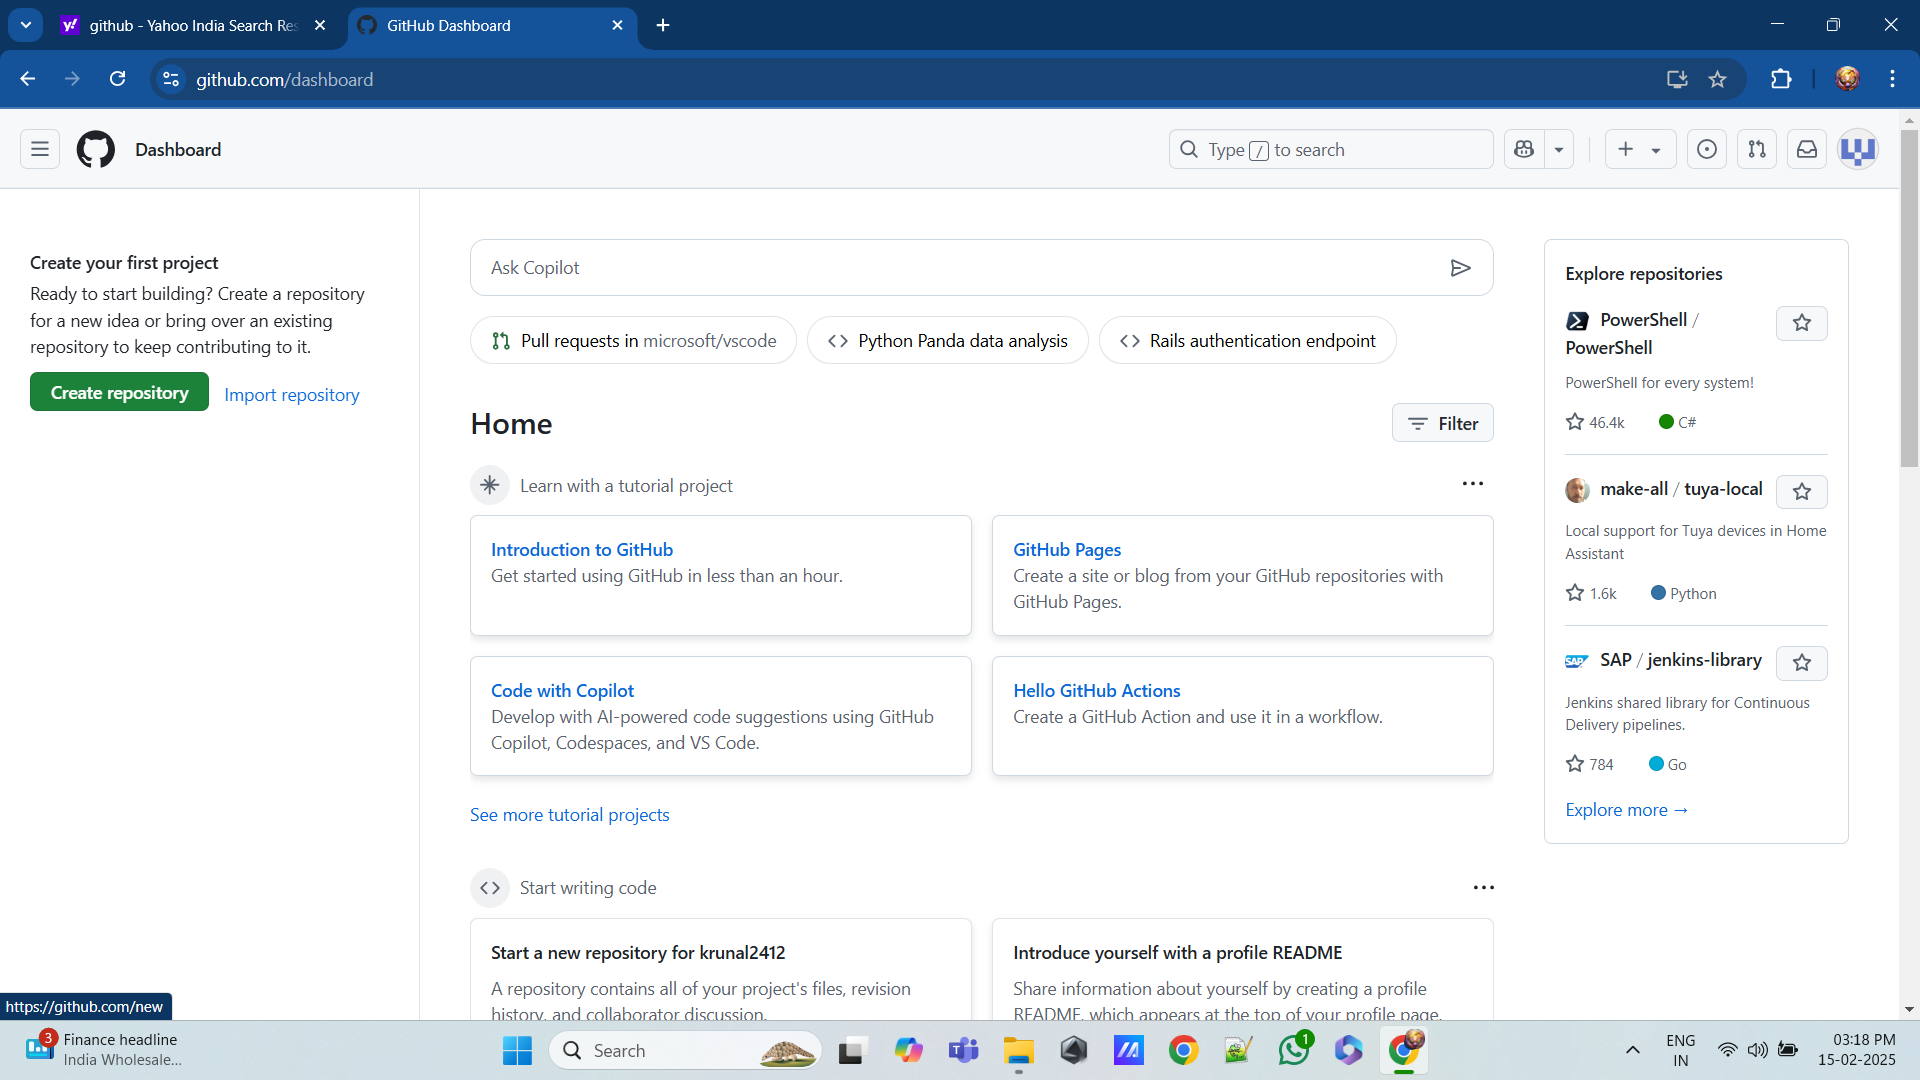 github - Yahoo India Search Res
GitHub Dashboard
github.com/dashboard
Dashboard
Type / to search
Create your first project
Ready to start building? Create a repository
for a new idea or bring over an existing
repository to keep contributing to it.
Create repository
Import repository
Ask Copilot
Pull requests in microsoft/vscode
Python Panda data analysis
Rails authentication endpoint
Home
Filter
Learn with a tutorial project
Introduction to GitHub
Get started using GitHub in less than an hour.
GitHub Pages
Create a site or blog from your GitHub repositories with
GitHub Pages.
Code with Copilot
Develop with AI-powered code suggestions using GitHub
Copilot, Codespaces, and VS Code.
Hello GitHub Actions
Create a GitHub Action and use it in a workflow.
See more tutorial projects
Start writing code
Start a new repository for krunal2412
A repository contains all of your project's files, revision
history, and collaborator discussion.
Introduce yourself with a profile README
Share information about yourself by creating a profile
README, which appears at the top of your profile page.
Explore repositories
PowerShell /
PowerShell
PowerShell for every system!
46.4k
C#
make-all / tuya-local
Local support for Tuya devices in Home
Assistant
1.6k
Python
SAP
SAP / jenkins-library
Jenkins shared library for Continuous
Delivery pipelines.
784
Go
Explore more →
https://github.com/new
3
Finance headline
India Wholesale...
Search
1
ENG
IN
03:18 PM
15-02-2025